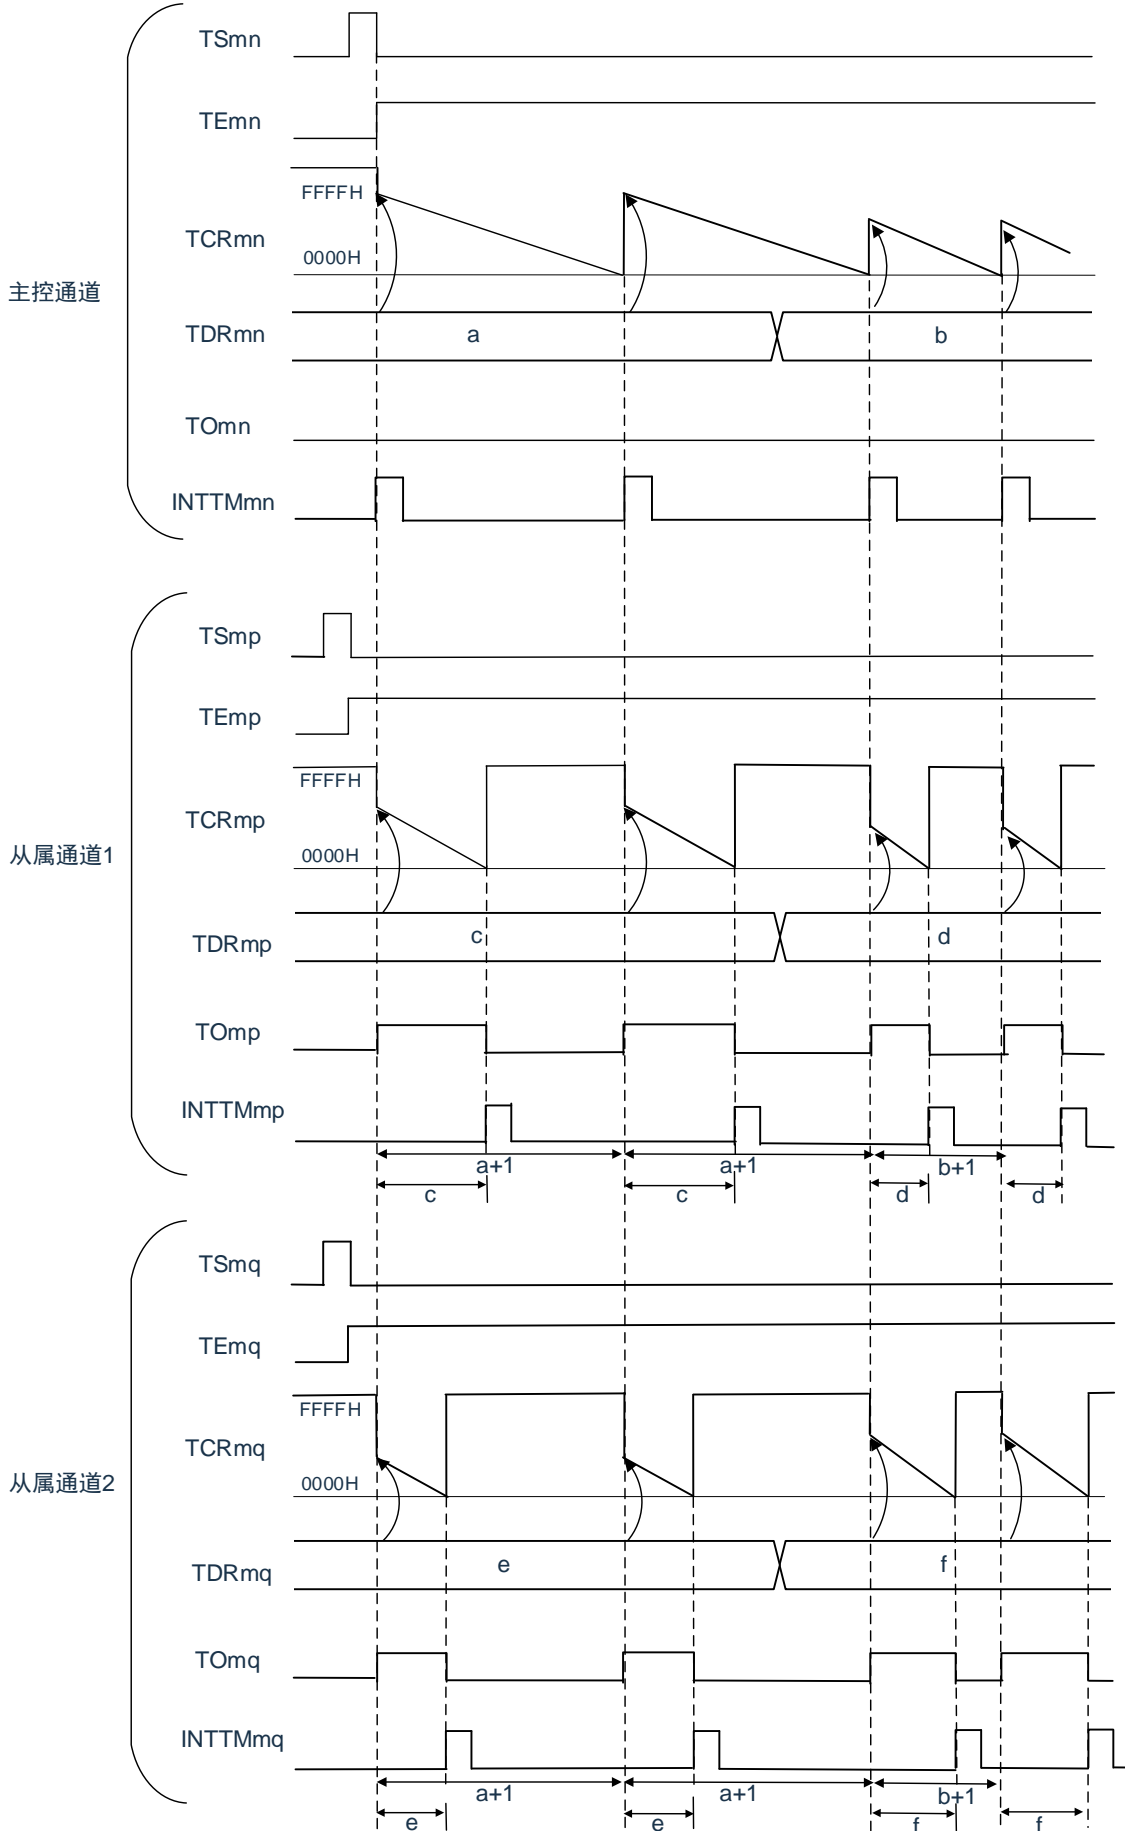 TSmn
TEmn
FFFFH
TCRmn
0000H
主控通道
TDRmn
a
b
TOmn
INTTMmn
TSmp
TEmp
FFFFH
TCRmp
0000H
从属通道1
TDRmp
c
d
TOmp
INTTMmp
a+1
a+1
b+1
c
c
d
d
TSmq
TEmq
FFFFH
TCRmq
0000H
从属通道2
TDRmq
e
f
TOmq
INTTMmq
a+1
a+1
b+1
e
e
f
f